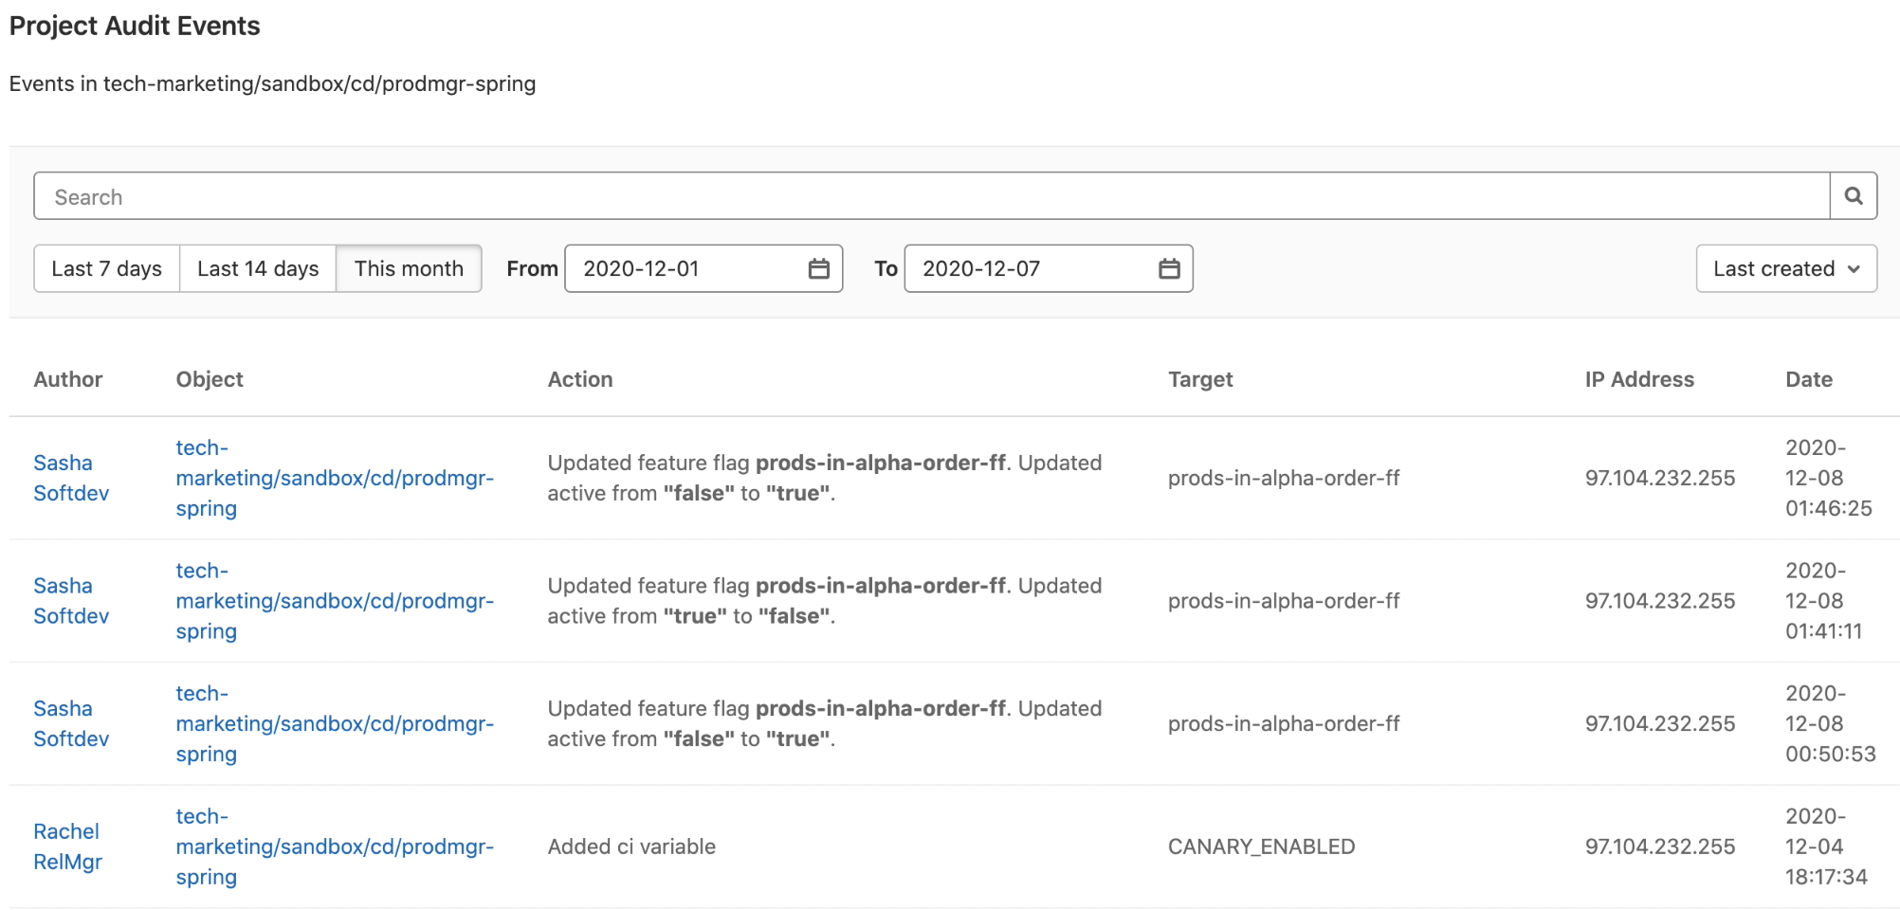 Project Audit Events
Events in tech-marketing/sandbox/cd/prodmgr-spring
Search
Last 7 days Last 14 days This month From 2020-12-01 To 2020-12-07 Last created
Author Object Action Target IP Address Date
Sasha
Softdev
tech-
marketing/sandbox/cd/prodmgr-
spring
Updated feature flag prods-in-alpha-order-ff. Updated
active from "false" to "true".
prods-in-alpha-order-ff
97.104.232.255
2020-
12-08
01:46:25
Sasha
Softdev
tech-
marketing/sandbox/cd/prodmgr-
spring
Updated feature flag prods-in-alpha-order-ff. Updated
active from "true" to "false".
prods-in-alpha-order-ff
97.104.232.255
2020-
12-08
01:41:11
Sasha
Softdev
tech-
marketing/sandbox/cd/prodmgr-
spring
Updated feature flag prods-in-alpha-order-ff. Updated
active from "false" to "true".
prods-in-alpha-order-ff
97.104.232.255
2020-
12-08
00:50:53
Rachel
RelMgr
tech-
marketing/sandbox/cd/prodmgr-
spring
Added ci variable
CANARY_ENABLED
97.104.232.255
2020-
12-04
18:17:34